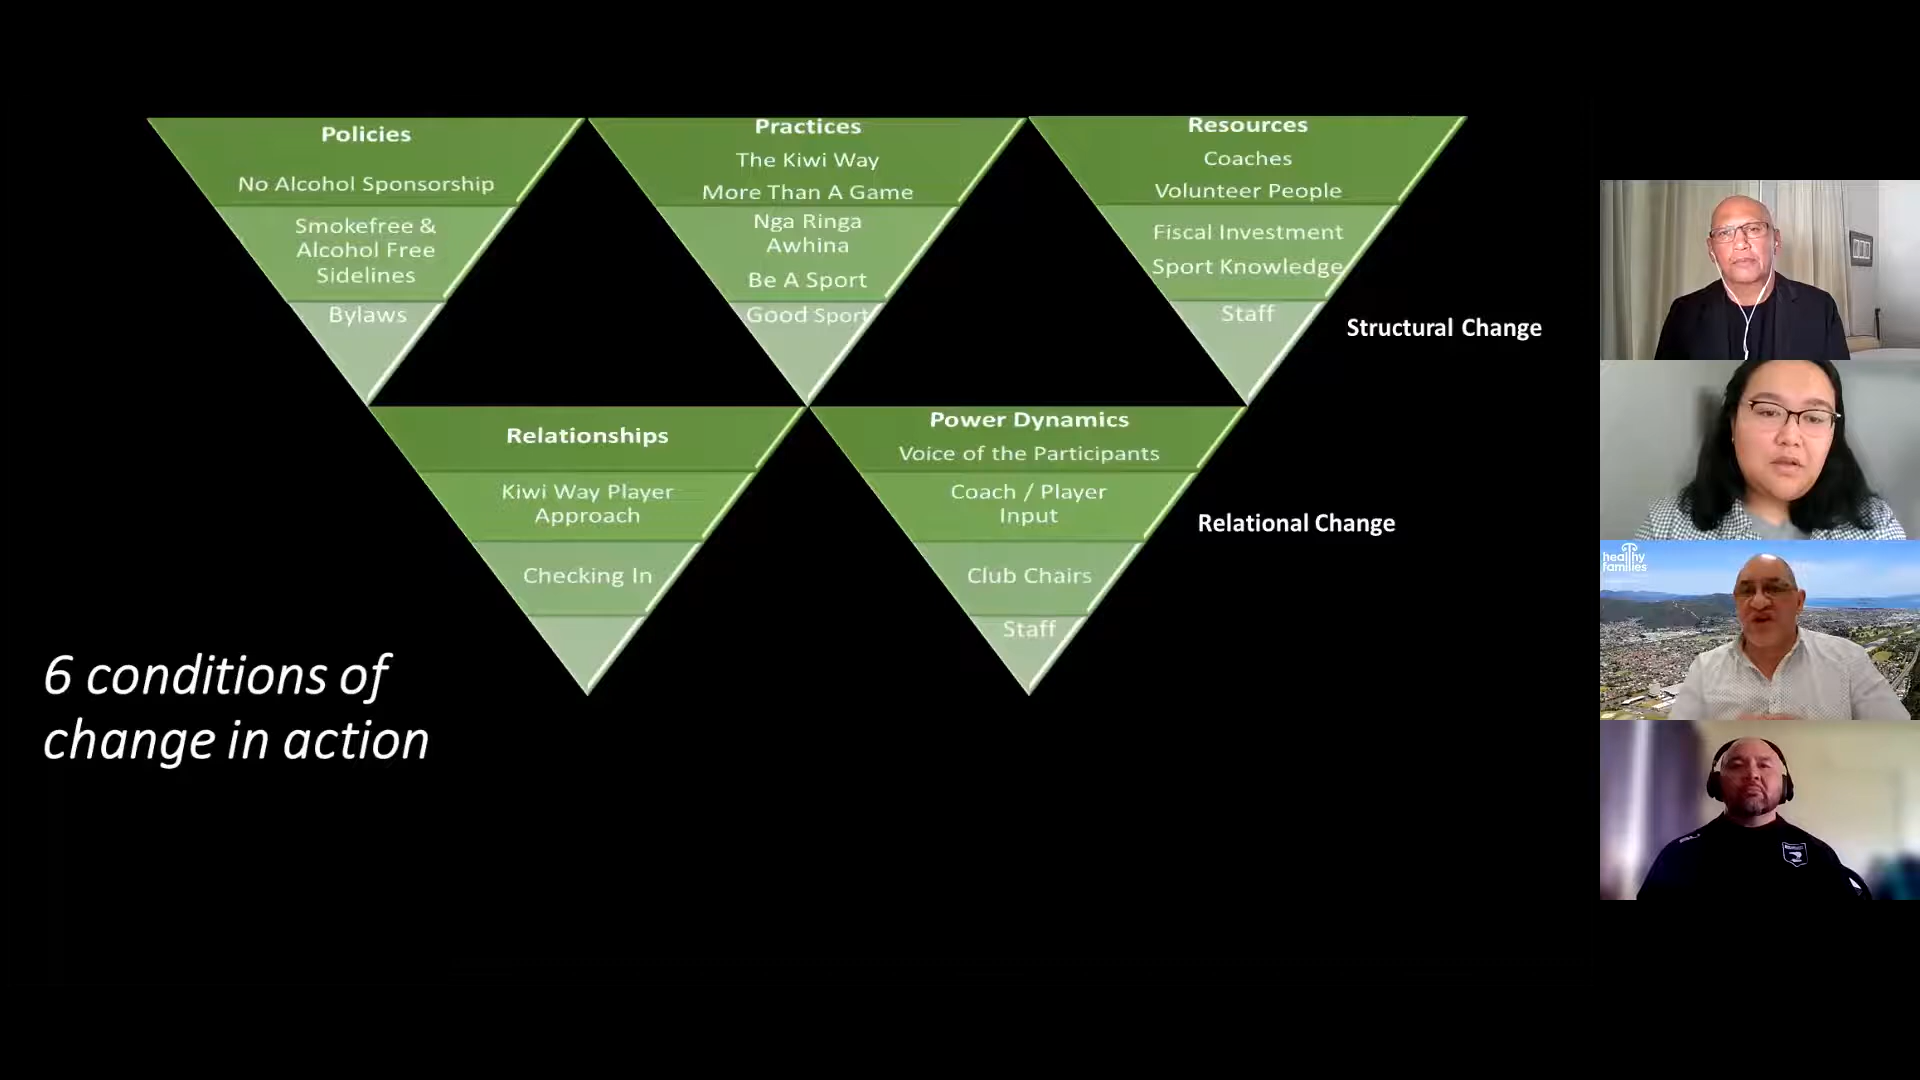 Policies
No Alcohol Sponsorship
Smokefree &
Alcohol Free
Sidelines
Bylaws
Practices
The Kiwi Way
More Than A Game
Nga Ringa
Awhina
Be A Sport
Good Sport
Resources
Coaches
Volunteer People
Fiscal Investment
Sport Knowledge
Staff
Structural Change
Relationships
Kiwi Way Player
Approach
Checking In
Power Dynamics
Voice of the Participants
Coach / Player
Input
Club Chairs
Staff
Relational Change
6 conditions of
change in action
healthy
families